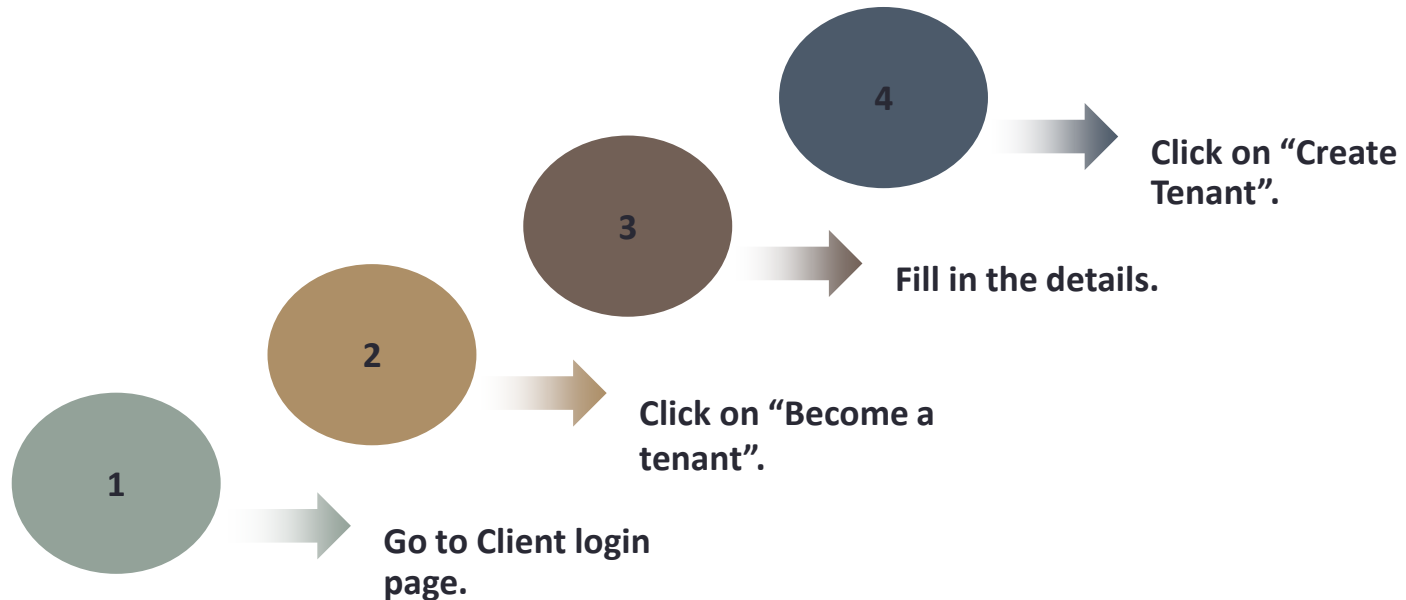 1
Go to Client login
page.
2
Click on “Become a
tenant”.
3
Fill in the details.
4
Click on “Create
Tenant”.